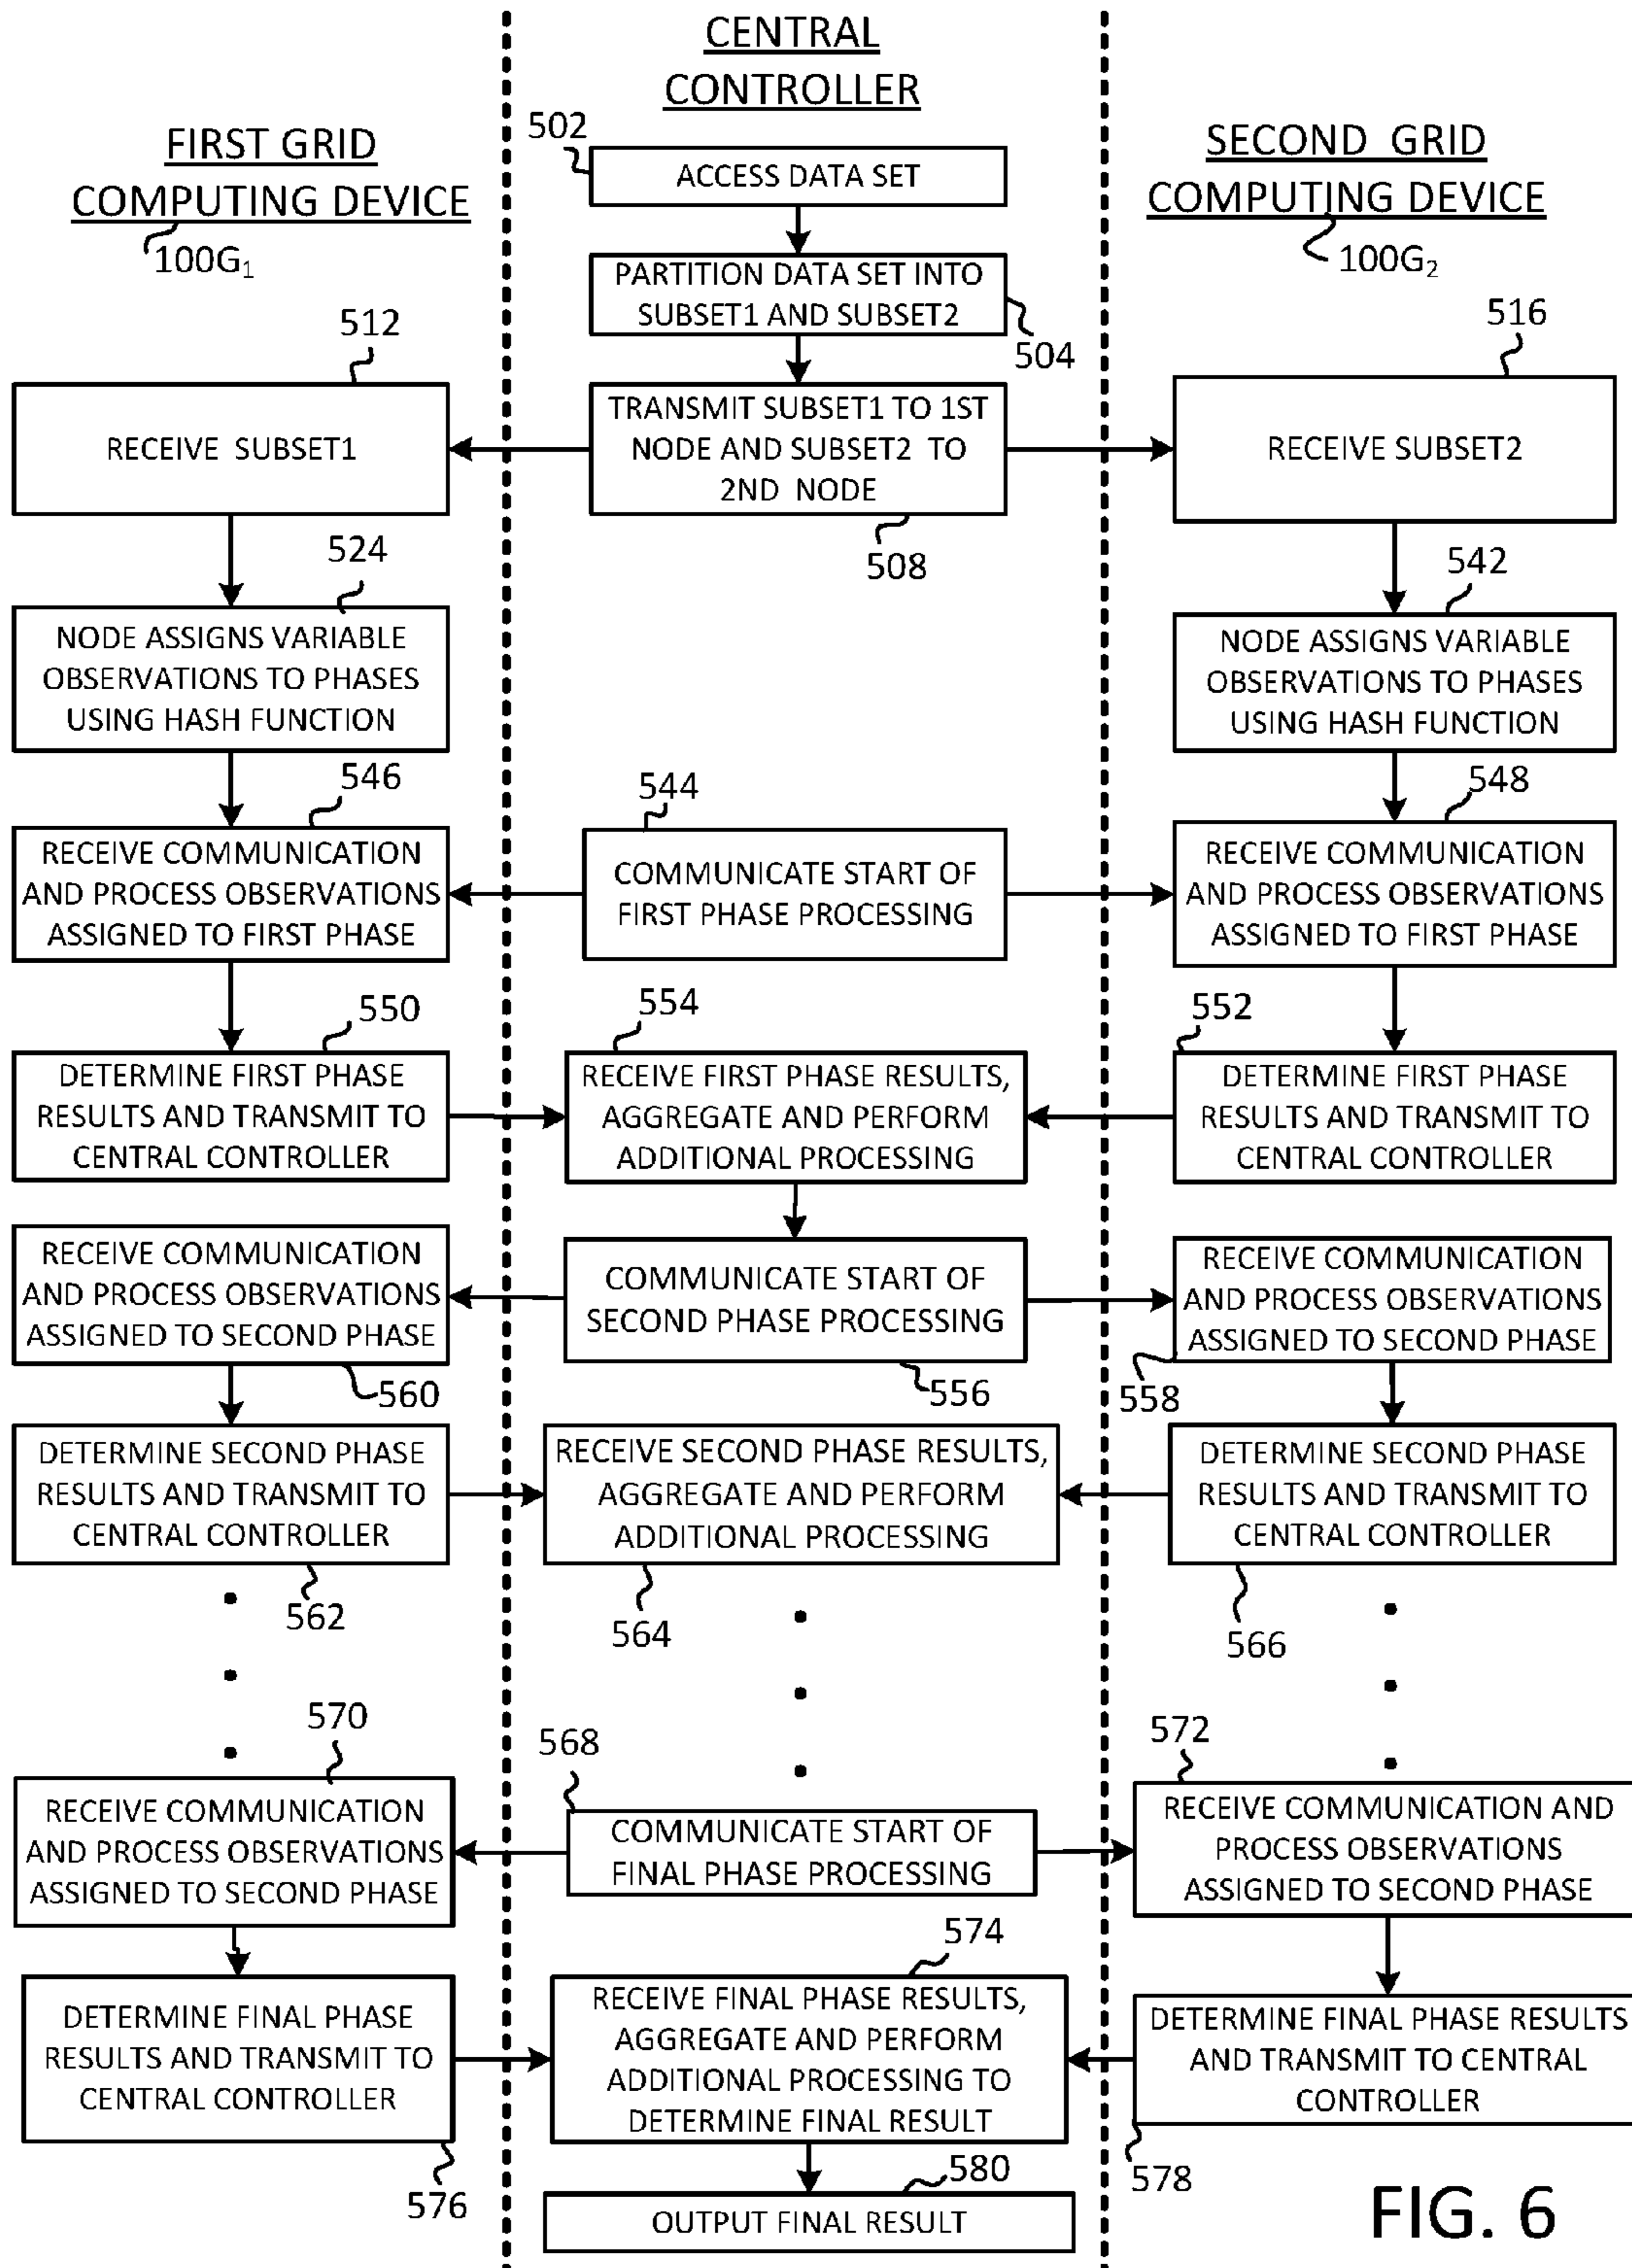 CENTRAL
CONTROLLER
FIRST GRID
COMPUTING DEVICE
100G₁
SECOND GRID
COMPUTING DEVICE
100G₂
502
ACCESS DATA SET
PARTITION DATA SET INTO
SUBSET1 AND SUBSET2
504
512
RECEIVE SUBSET1
TRANSMIT SUBSET1 TO 1ST
NODE AND SUBSET2 TO
2ND NODE
508
516
RECEIVE SUBSET2
524
NODE ASSIGNS VARIABLE
OBSERVATIONS TO PHASES
USING HASH FUNCTION
542
NODE ASSIGNS VARIABLE
OBSERVATIONS TO PHASES
USING HASH FUNCTION
546
RECEIVE COMMUNICATION
AND PROCESS OBSERVATIONS
ASSIGNED TO FIRST PHASE
544
COMMUNICATE START OF
FIRST PHASE PROCESSING
548
RECEIVE COMMUNICATION
AND PROCESS OBSERVATIONS
ASSIGNED TO FIRST PHASE
550
DETERMINE FIRST PHASE
RESULTS AND TRANSMIT TO
CENTRAL CONTROLLER
554
RECEIVE FIRST PHASE RESULTS,
AGGREGATE AND PERFORM
ADDITIONAL PROCESSING
552
DETERMINE FIRST PHASE
RESULTS AND TRANSMIT TO
CENTRAL CONTROLLER
RECEIVE COMMUNICATION
AND PROCESS OBSERVATIONS
ASSIGNED TO SECOND PHASE
560
COMMUNICATE START OF
SECOND PHASE PROCESSING
556
RECEIVE COMMUNICATION
AND PROCESS OBSERVATIONS
ASSIGNED TO SECOND PHASE
558
DETERMINE SECOND PHASE
RESULTS AND TRANSMIT TO
CENTRAL CONTROLLER
562
RECEIVE SECOND PHASE RESULTS,
AGGREGATE AND PERFORM
ADDITIONAL PROCESSING
564
DETERMINE SECOND PHASE
RESULTS AND TRANSMIT TO
CENTRAL CONTROLLER
566
570
RECEIVE COMMUNICATION
AND PROCESS OBSERVATIONS
ASSIGNED TO SECOND PHASE
568
COMMUNICATE START OF
FINAL PHASE PROCESSING
572
RECEIVE COMMUNICATION AND
PROCESS OBSERVATIONS
ASSIGNED TO SECOND PHASE
DETERMINE FINAL PHASE
RESULTS AND TRANSMIT TO
CENTRAL CONTROLLER
576
574
RECEIVE FINAL PHASE RESULTS,
AGGREGATE AND PERFORM
ADDITIONAL PROCESSING TO
DETERMINE FINAL RESULT
DETERMINE FINAL PHASE RESULTS
AND TRANSMIT TO CENTRAL
CONTROLLER
578
580
OUTPUT FINAL RESULT
FIG. 6